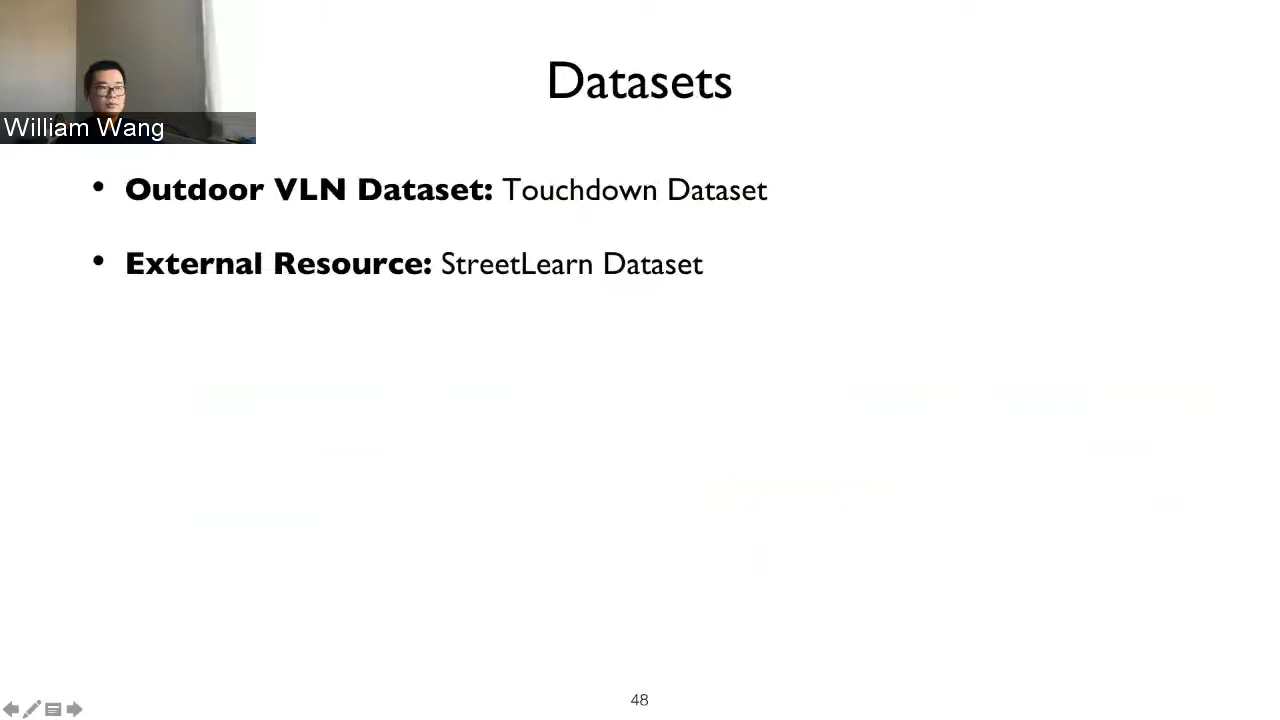 Datasets
William Wang
• Outdoor VLN Dataset: Touchdown Dataset
• External Resource: StreetLearn Dataset
48